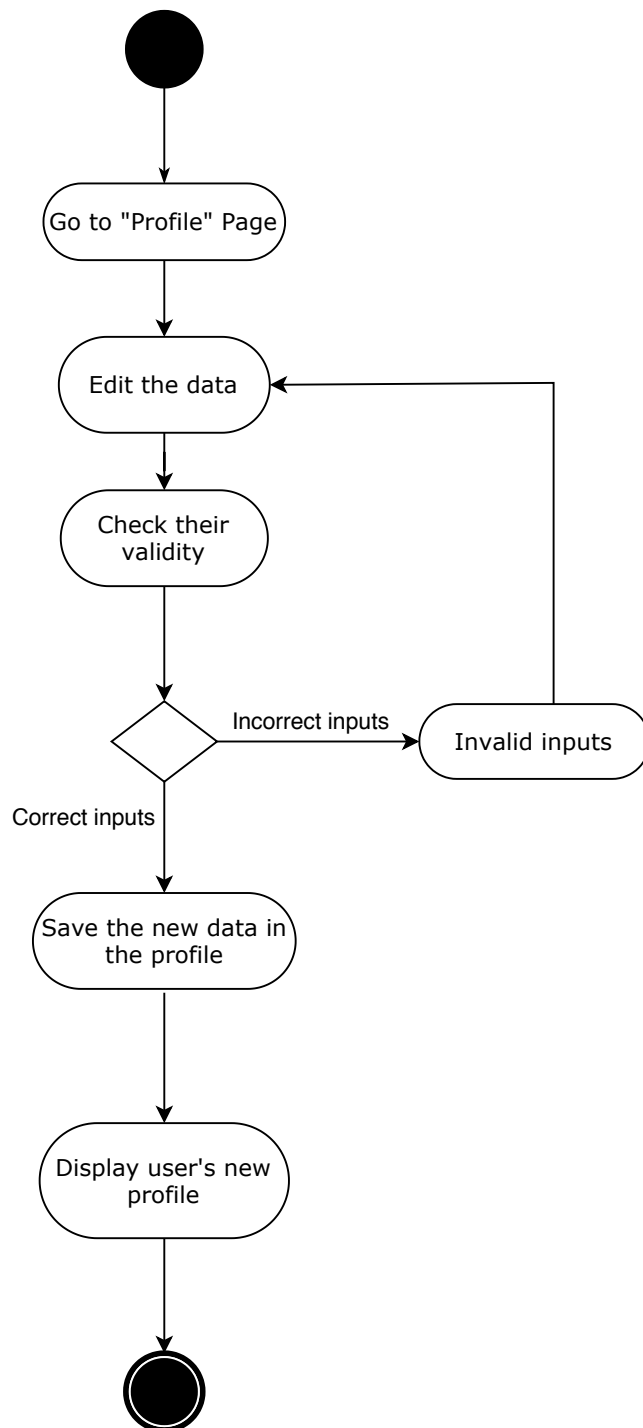 Go to "Profile" Page
Edit the data
Check their
validity
Incorrect inputs
Invalid inputs
Correct inputs
Save the new data in
the profile
Display user's new
profile